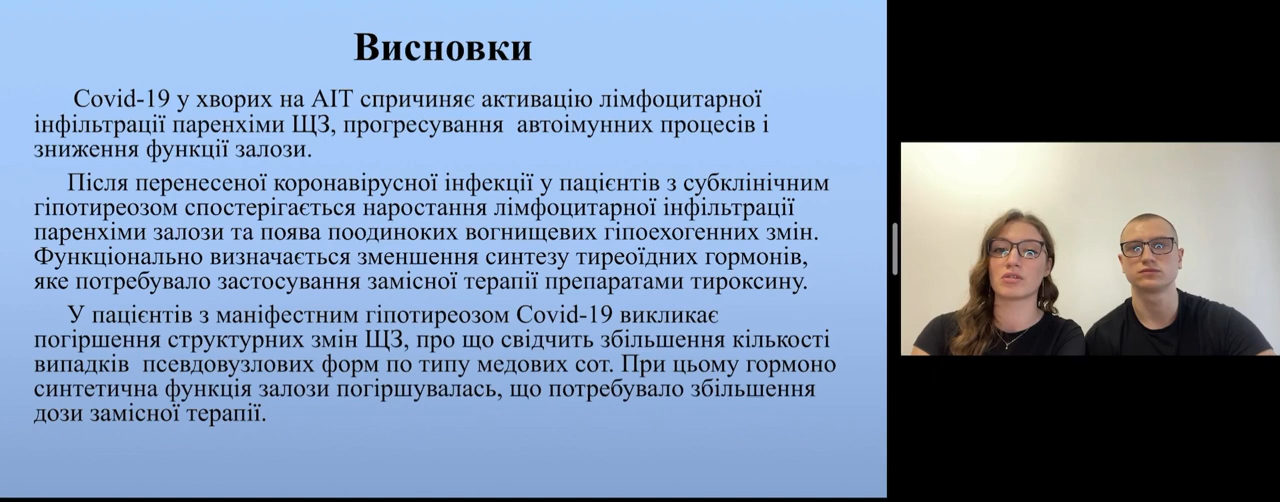 Висновки
Covid-19 у хворих на АІТ спричиняє активацію лімфоцитарної
інфільтрації паренхіми ЩЗ, прогресування автоімунних процесів і
зниження функції залози.
Після перенесеної коронавірусної інфекції у пацієнтів з субклінічним
гіпотиреозом спостерігається наростання лімфоцитарної інфільтрації
паренхіми залози та поява поодиноких вогнищевих гіпоехогенних змін.
Функціонально визначається зменшення синтезу тиреоїдних гормонів,
яке потребувало застосування замісної терапії препаратами тироксину.
У пацієнтів з маніфестним гіпотиреозом Covid-19 викликає
погіршення структурних змін ЩЗ, про що свідчить збільшення кількості
випадків псевдовузлових форм по типу медових сот. При цьому гормоно
синтетична функція залози погіршувалась, що потребувало збільшення
дози замісної терапії.